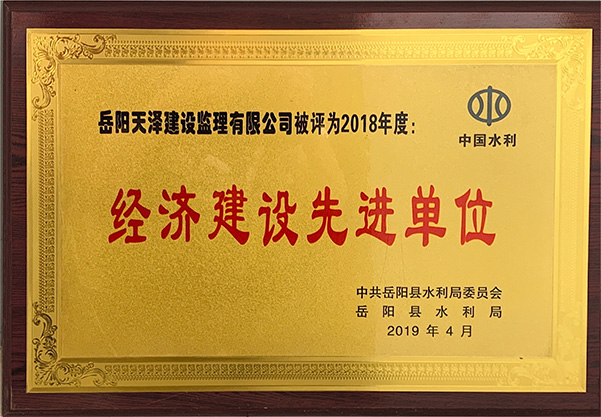 岳阳天泽建设监理有限公司被评为2018年度：
中国水利
经济建设先进单位
中共岳阳县水利局委员会
岳阳县水利局
2019年4月